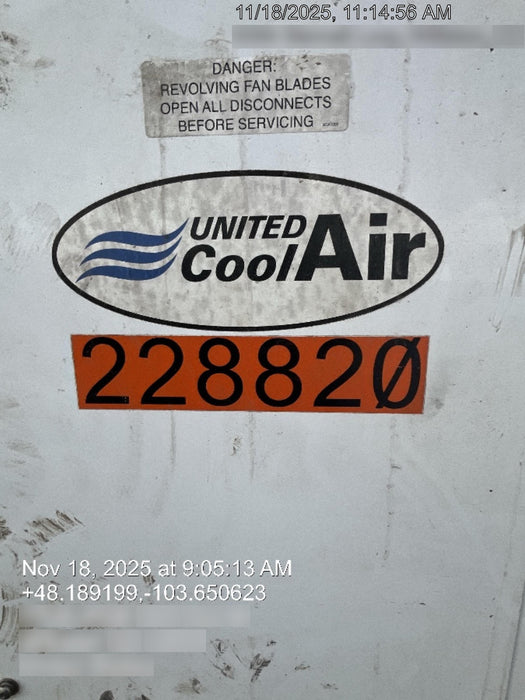 11/18/2025, 11:14:56 AM
DANGER:
REVOLVING FAN BLADES
OPEN ALL DISCONNECTS
BEFORE SERVICING
UNITED
CoolAir
228820
Nov 18, 2025 at 9:05:13 AM
+48.189199,-103.650623